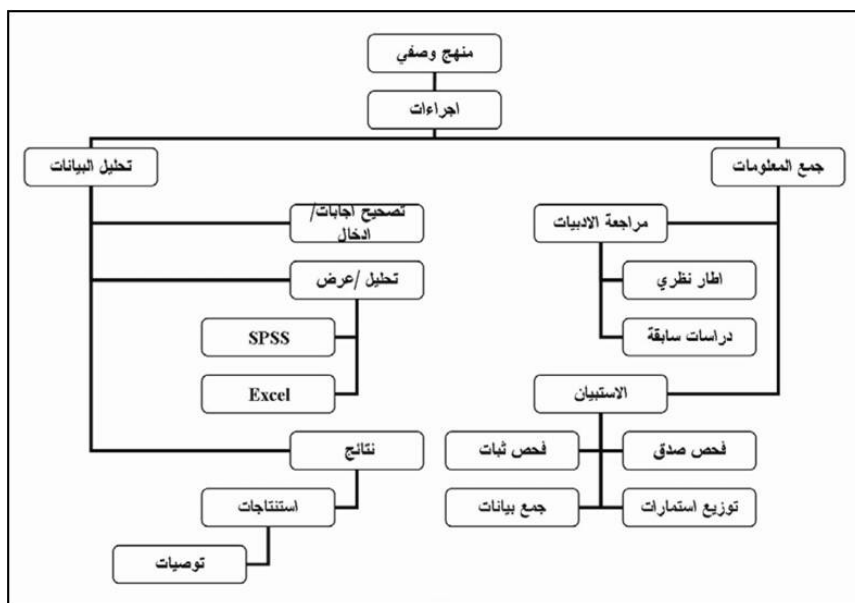 منهج وصفي
اجراءات
جمع المعلومات
تحليل البيانات
مراجعة الادبيات
اطار نظري
دراسات سابقة
الاستبيان
فحص صدق
فحص ثبات
توزيع استمارات
جمع بيانات
تصحيح اجابات/
ادخال
تحليل /عرض
SPSS
Excel
نتائج
استنتاجات
توصيات